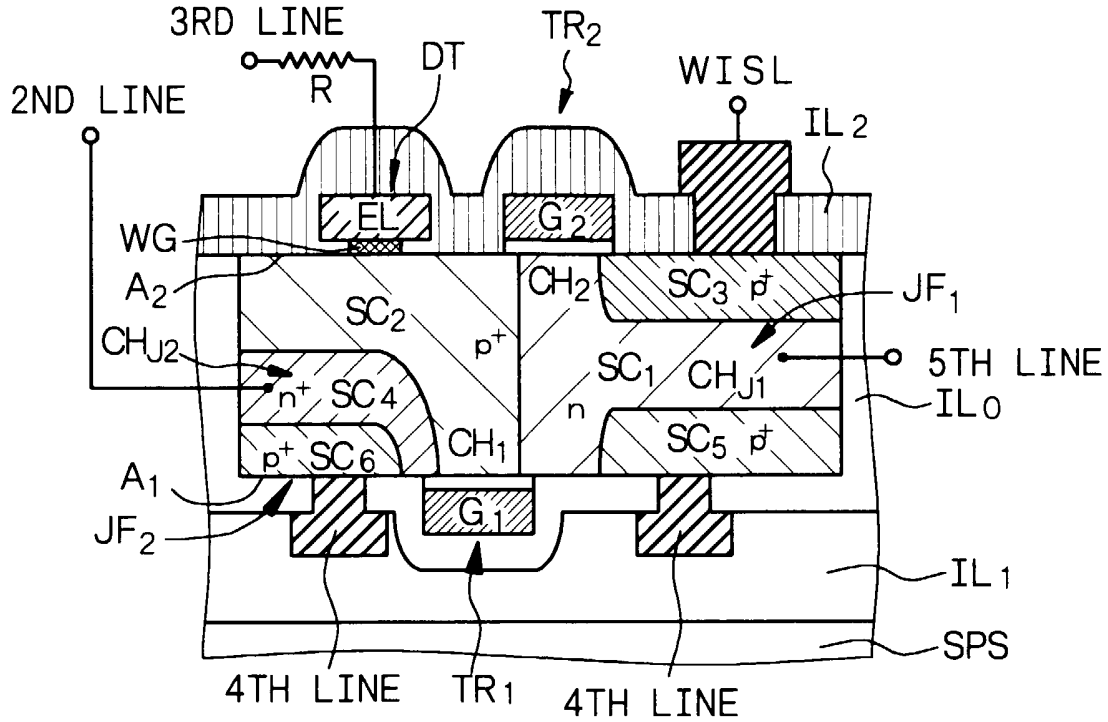 3RD LINE
TR2
R
DT
WISL
2ND LINE
IL2
EL
G2
WG
A2
CH2
SC3 p+
JF1
SC2
CHJ2
p+
SC1
5TH LINE
n+ SC4
CHJ1
IL0
n
CH1
p+ SC6
SC5 p+
A1
G1
JF2
IL1
SPS
4TH LINE
TR1
4TH LINE